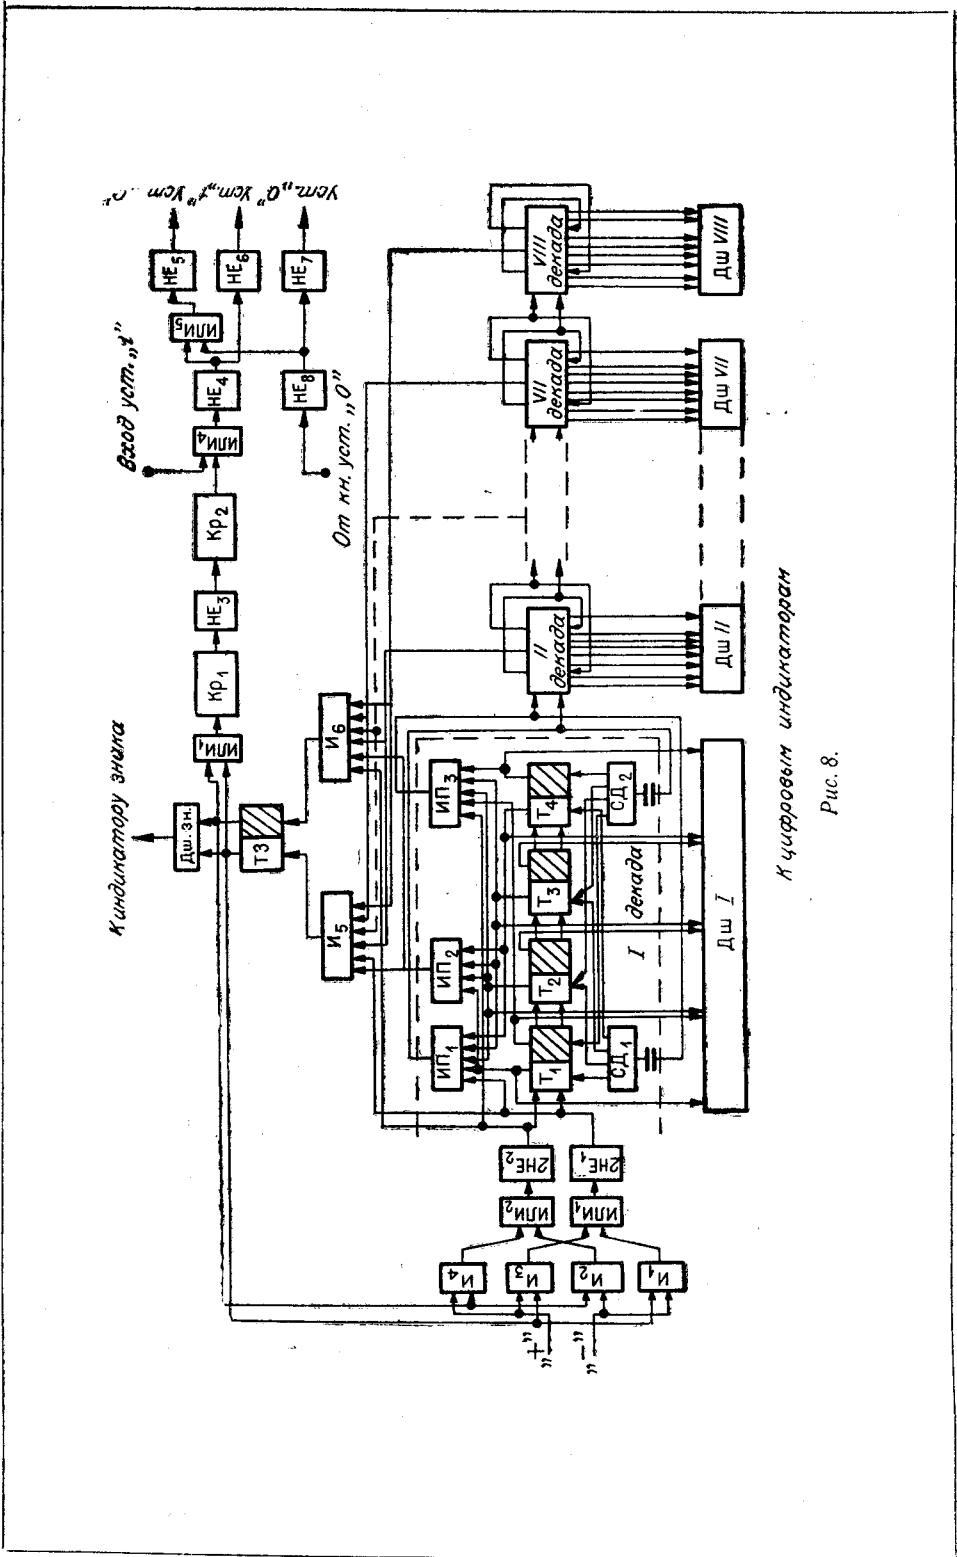 К индикатору знака
Вход уст. „1”
От кн. уст. „0”
Уст. „1”
Уст. „0”
Дш. зн.
ТЗ
ИЛИ1
Кр1
НЕ3
Кр2
ИЛИ4
НЕ4
ИЛИ5
НЕ5
НЕ6
НЕ8
НЕ7
И5
И6
ИП1
ИП2
ИП3
Т1
Т2
Т3
Т4
СД1
СД2
I декада
II декада
VII декада
VIII декада
И4
И3
И2
И1
ИЛИ2
ИЛИ1
2НЕ2
2НЕ1
„+”
„–”
Дш I
Дш II
Дш VII
Дш VIII
К цифровым индикаторам
Рис. 8.